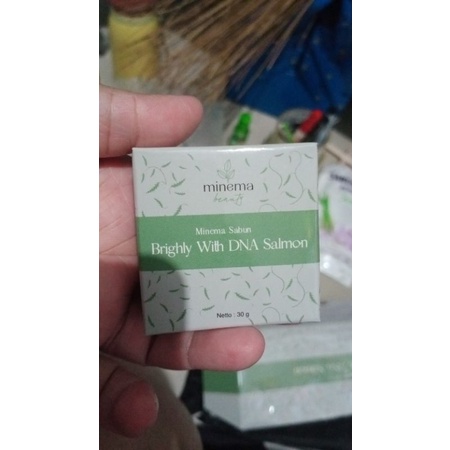 minema
beauty
Minema Sabun
Brighly With DNA Salmon
Netto : 30 g